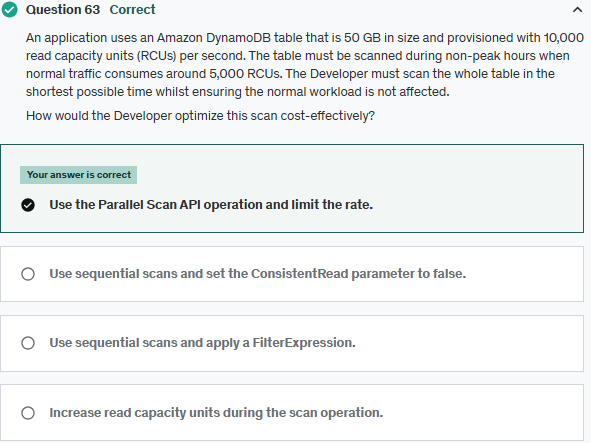 Question 63 Correct
An application uses an Amazon DynamoDB table that is 50 GB in size and provisioned with 10,000
read capacity units (RCUs) per second. The table must be scanned during non-peak hours when
normal traffic consumes around 5,000 RCUs. The Developer must scan the whole table in the
shortest possible time whilst ensuring the normal workload is not affected.
How would the Developer optimize this scan cost-effectively?
Your answer is correct
Use the Parallel Scan API operation and limit the rate.
Use sequential scans and set the ConsistentRead parameter to false.
Use sequential scans and apply a FilterExpression.
Increase read capacity units during the scan operation.